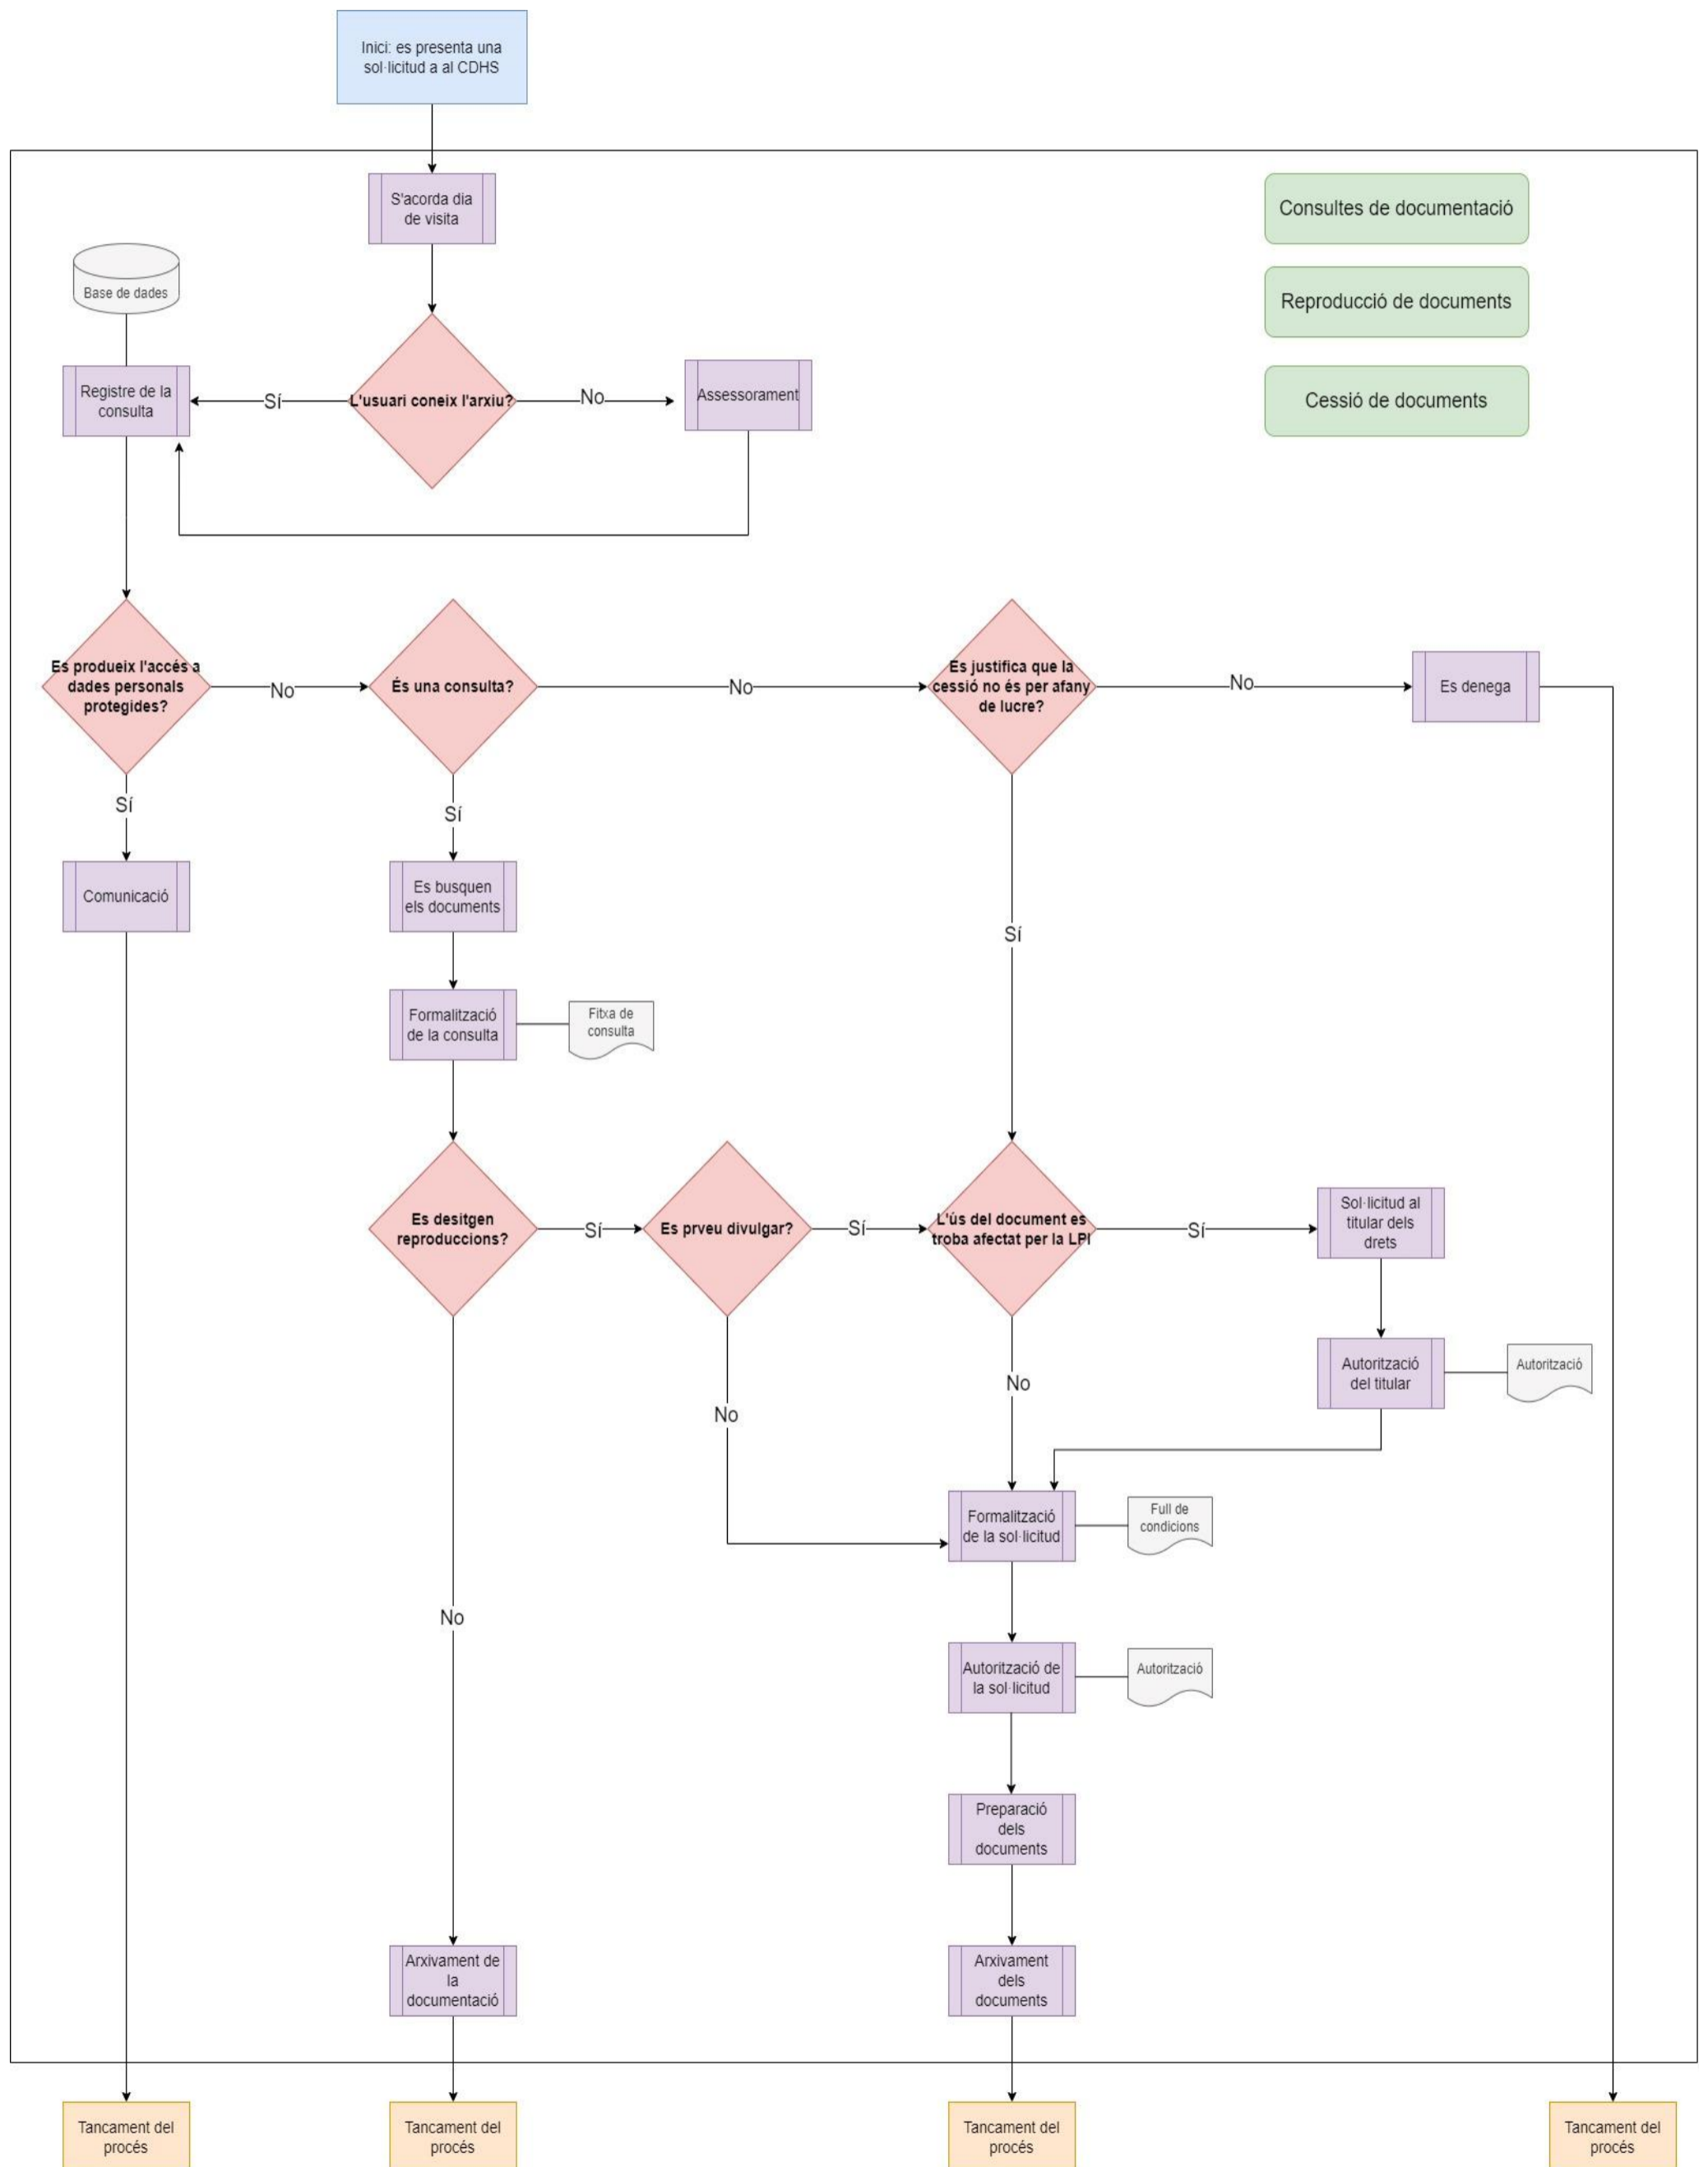 Inici: es presenta una
sol·licitud a al CDHS
S'acorda dia
de visita
Consultes de documentació
Base de dades
Reproducció de documents
Registre de la
consulta
Sí
L'usuari coneix l'arxiu?
No
Assessorament
Cessió de documents
Es produeix l'accés a
dades personals
protegides?
No
És una consulta?
No
Es justifica que la
cessió no és per afany
de lucre?
No
Es denega
Sí
Sí
Comunicació
Es busquen
els documents
Sí
Formalització
de la consulta
Fitxa de
consulta
Es desitgen
reproduccions?
Sí
Es prveu divulgar?
Sí
L'ús del document es
troba afectat per la LPI
Sí
Sol·licitud al
titular dels
drets
No
No
Autorització
del titular
Autorització
Formalització
de la sol·licitud
Full de
condicions
No
Autorització de
la sol·licitud
Autorització
Preparació
dels
documents
Arxivament de
la
documentació
Arxivament
dels
documents
Tancament del
procés
Tancament del
procés
Tancament del
procés
Tancament del
procés